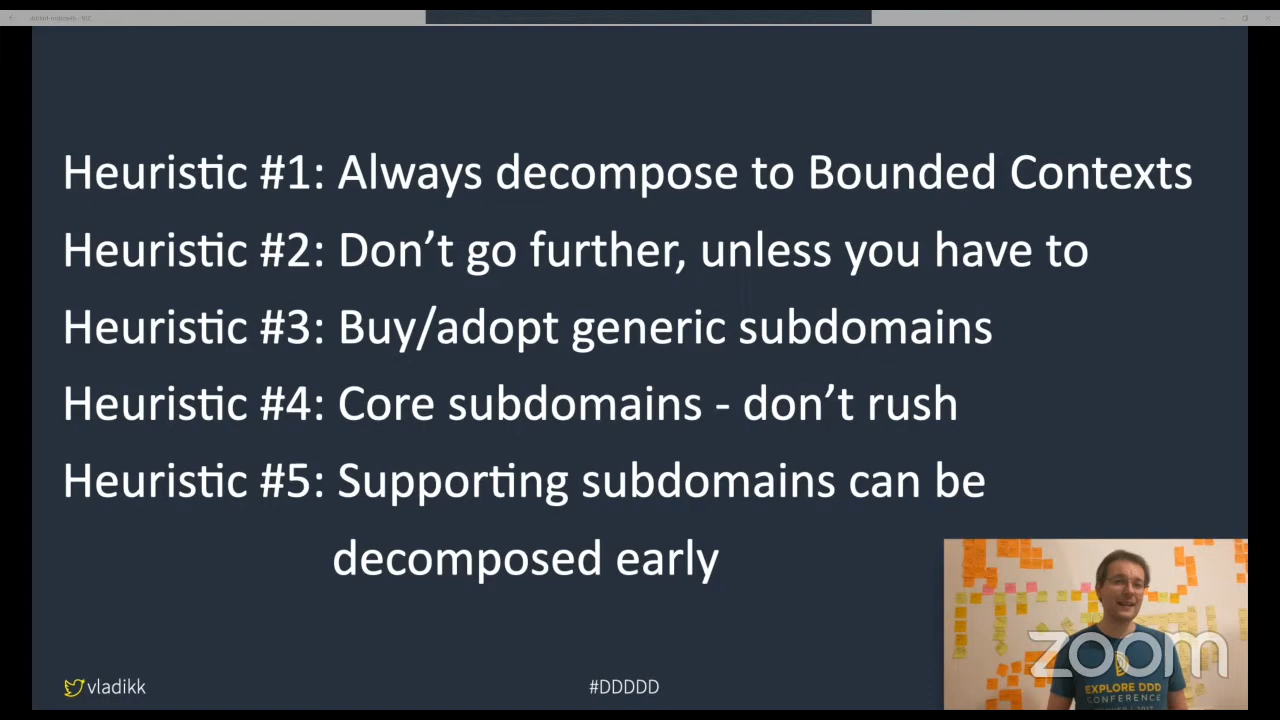 Heuristic #1: Always decompose to Bounded Contexts
Heuristic #2: Don’t go further, unless you have to
Heuristic #3: Buy/adopt generic subdomains
Heuristic #4: Core subdomains - don’t rush
Heuristic #5: Supporting subdomains can be
decomposed early
zoom
EXPLORE DDD
CONFERENCE
vladikk
#DDDDD